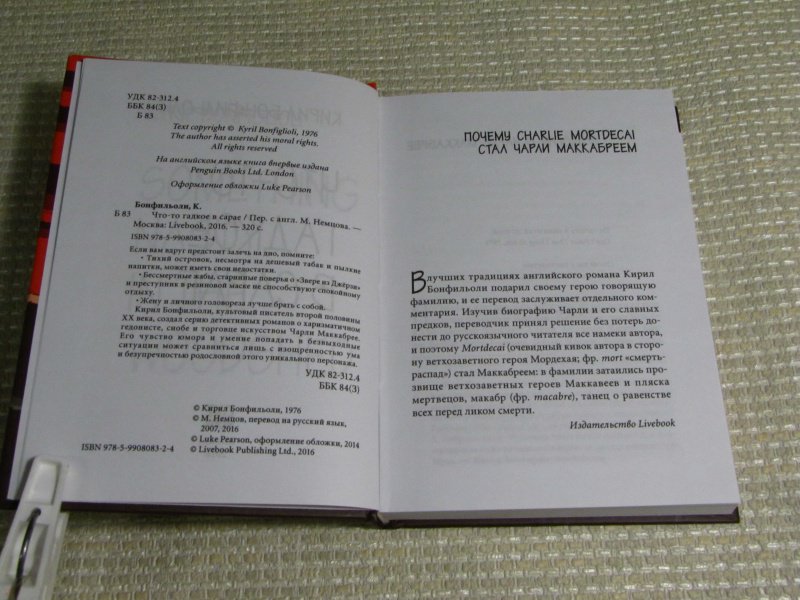 УДК 82-312.4
ББК 84(3)
Б 83
Text copyright © Kyril Bonfiglioli, 1976
The author has asserted his moral rights.
All rights reserved
На английском языке книга впервые издана
Penguin Books Ltd. London
Оформление обложки Luke Pearson
Бонфильоли, К.
Б 83 Что-то гадкое в сарае / Пер. с англ. М. Немцова. —
Москва: Livebook, 2016. — 320 с.
ISBN 978-5-9908083-2-4
Если вам вдруг предстоит залечь на дно, помните:
• Тихий островок, несмотря на дешевый табак и пылкие
напитки, может иметь свои недостатки.
• Бессмертные жабы, старинные поверья о «Звере из Джёрзи»
и преступник в резиновой маске не способствуют спокойному
отдыху.
• Жену и личного головореза лучше брать с собой.
Кирил Бонфильоли, культовый писатель второй половины
XX века, создал серию детективных романов о харизматичном
гедонисте, снобе и торговце искусством Чарли Маккабрее.
Его чувство юмора и умение попадать в безвыходные
ситуации может сравниться лишь с изощренностью ума
и безупречностью родословной этого уникального персонажа.
УДК 82-312.4
ББК 84(3)
© Кирил Бонфильоли, 1976
© М. Немцов, перевод на русский язык,
2007, 2016
© Luke Pearson, оформление обложки, 2014
ISBN 978-5-9908083-2-4 © Livebook Publishing Ltd., 2016
ПОЧЕМУ CHARLIE MORTDECAI
СТАЛ ЧАРЛИ МАККАБРЕЕМ
В лучших традициях английского романа Кирил
Бонфильоли подарил своему герою говорящую
фамилию, и ее перевод заслуживает отдельного ком-
ментария. Изучив биографию Чарли и его славных
предков, переводчик принял решение без потерь до-
нести до русскоязычного читателя все намеки автора,
и поэтому Mortdecai (очевидный кивок автора в сторо-
ну ветхозаветного героя Мордехая; фр. mort «смерть-
распад») стал Маккабреем: в фамилии затаились про-
звище ветхозаветных героев Маккавеев и пляска
мертвецов, макабр (фр. macabre), танец о равенстве
всех перед ликом смерти.
Издательство Livebook